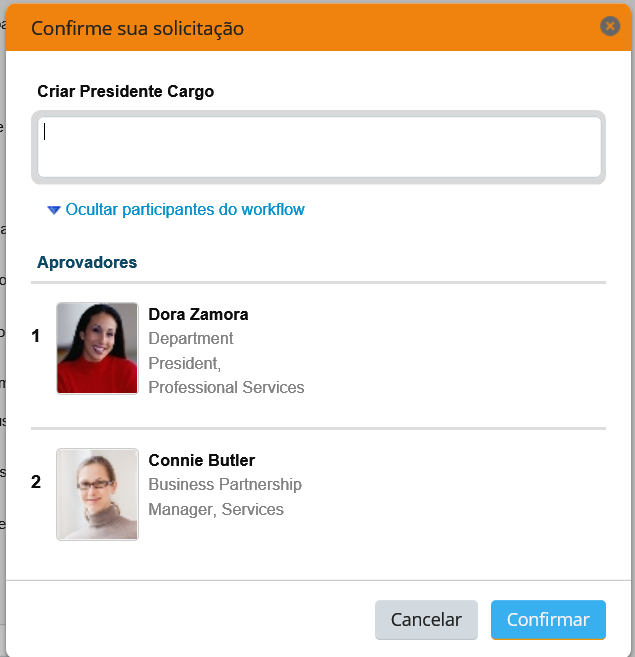 Confirme sua solicitação
Criar Presidente Cargo
Ocultar participantes do workflow
Aprovadores
1
Dora Zamora
Department
President,
Professional Services
2
Connie Butler
Business Partnership
Manager, Services
Cancelar
Confirmar